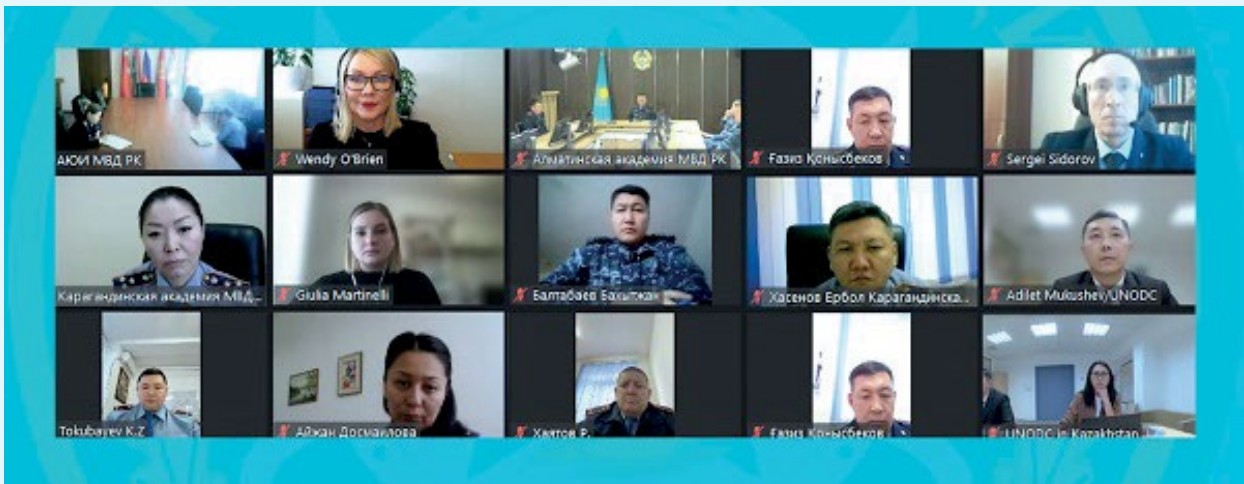 АЮИ МВД РК
Wendy O'Brien
Алматинская академия МВД РК
Ғазиз Қонысбеков
Sergei Sidorov
Карагандинская академия МВД...
Giulia Martinelli
Балтабаев Бахытжан
Хасенов Ербол Карагандинска...
Adilet Mukushev/UNODC
Tokubayev K.Z
Айжан Досмаилова
Хаятов Р.
Ғазиз Қонысбеков
UNODC in Kazakhstan